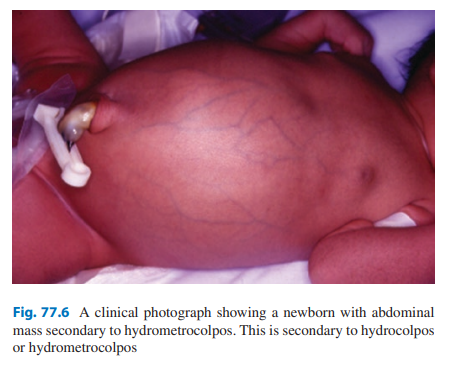 Fig. 77.6 A clinical photograph showing a newborn with abdominal
mass secondary to hydrometrocolpos. This is secondary to hydrocolpos
or hydrometrocolpos